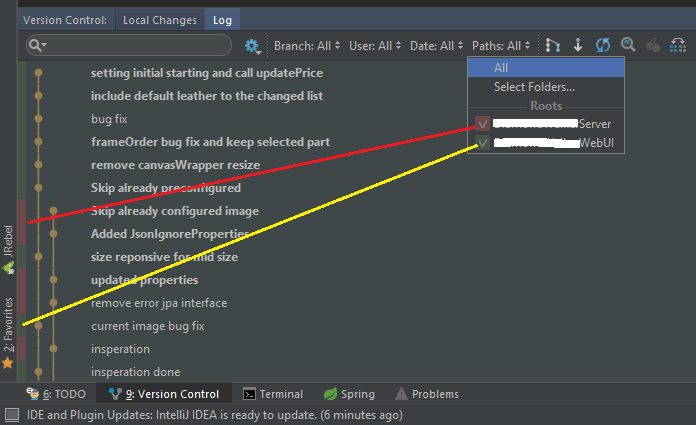 Version Control: Local Changes Log
Branch: All User: All Date: All Paths: All
All
Select Folders...
Roots
Server
WebUI
setting initial starting and call updatePrice
include default leather to the changed list
bug fix
frameOrder bug fix and keep selected part
remove canvasWrapper resize
Skip already preconfigured
Skip already configured image
Added JsonIgnoreProperties
size reponsive for mid size
updated properties
remove error jpa interface
current image bug fix
insperation
insperation done
JRebel
2: Favorites
6: TODO 9: Version Control Terminal Spring Problems
IDE and Plugin Updates: IntelliJ IDEA is ready to update. (6 minutes ago)